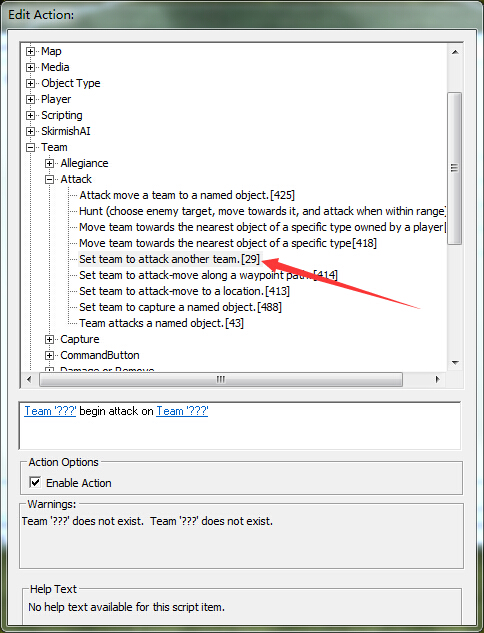 Edit Action:
Map
Media
Object Type
Player
Scripting
SkirmishAI
Team
Allegiance
Attack
Attack move a team to a named object.[425]
Hunt (choose enemy target, move towards it, and attack when within range)
Move team towards the nearest object of a specific type owned by a player[
Move team towards the nearest object of a specific type[418]
Set team to attack another team.[29]
Set team to attack-move along a waypoint path.[414]
Set team to attack-move to a location.[413]
Set team to capture a named object.[488]
Team attacks a named object.[43]
Capture
CommandButton
Damage or Remove
Team '???' begin attack on Team '???'
Action Options
Enable Action
Warnings:
Team '???' does not exist. Team '???' does not exist.
Help Text
No help text available for this script item.